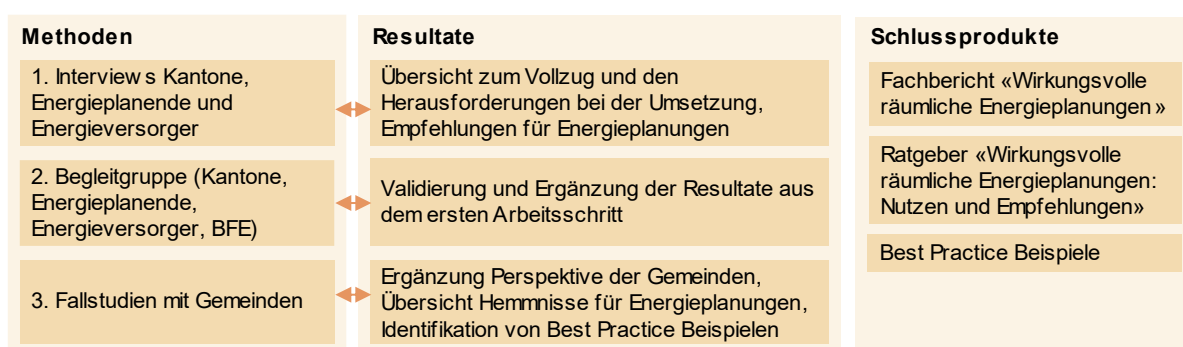 Methoden
1. Interviews Kantone,
Energieplanende und
Energieversorger
2. Begleitgruppe (Kantone,
Energieplanende,
Energieversorger, BFE)
3. Fallstudien mit Gemeinden
Resultate
Übersicht zum Vollzug und den
Herausforderungen bei der Umsetzung,
Empfehlungen für Energieplanungen
Validierung und Ergänzung der Resultate aus
dem ersten Arbeitsschritt
Ergänzung Perspektive der Gemeinden,
Übersicht Hemmnisse für Energieplanungen,
Identifikation von Best Practice Beispielen
Schlussprodukte
Fachbericht «Wirkungsvolle
räumliche Energieplanungen»
Ratgeber «Wirkungsvolle
räumliche Energieplanungen:
Nutzen und Empfehlungen»
Best Practice Beispiele